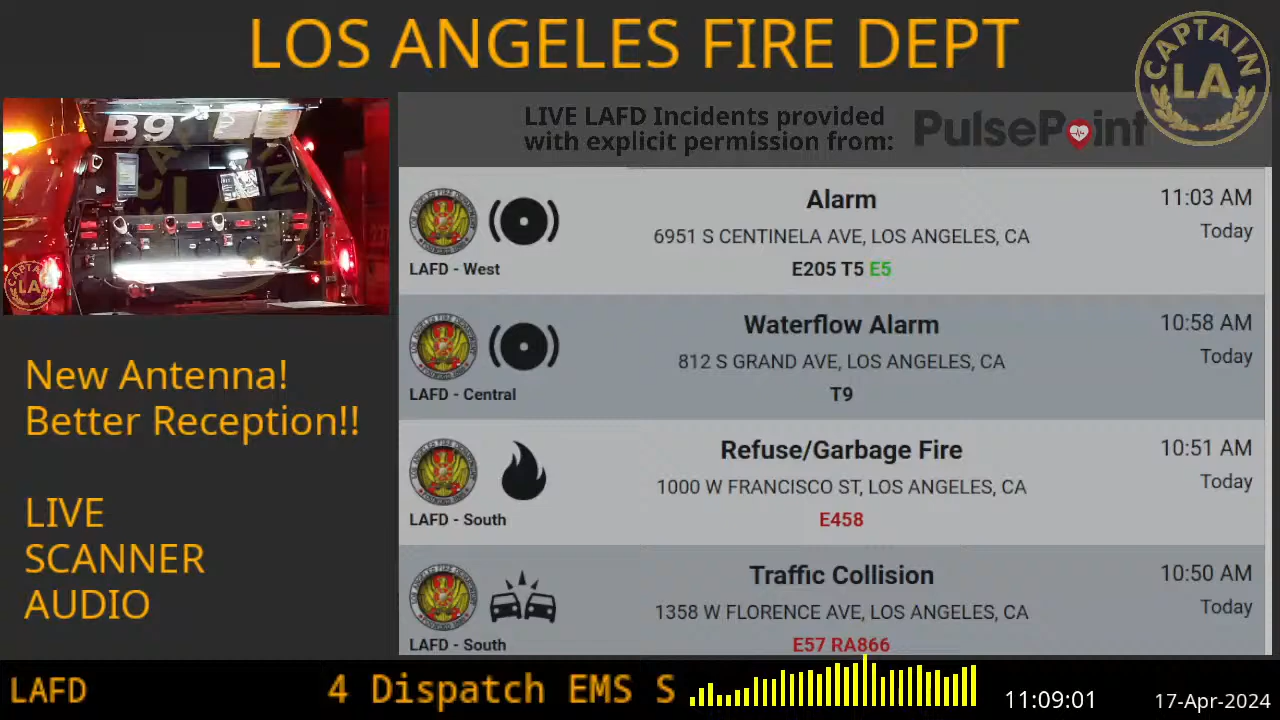 LOS ANGELES FIRE DEPT
CAPTAIN
LA
LIVE LAFD Incidents provided
with explicit permission from:
PulsePoint
B9
CAPTAIN
LA
New Antenna!
Better Reception!!
LIVE
SCANNER
AUDIO
Alarm
11:03 AM
6951 S CENTINELA AVE, LOS ANGELES, CA
Today
LAFD - West
E205 T5 E5
Waterflow Alarm
10:58 AM
812 S GRAND AVE, LOS ANGELES, CA
Today
LAFD - Central
T9
Refuse/Garbage Fire
10:51 AM
1000 W FRANCISCO ST, LOS ANGELES, CA
Today
LAFD - South
E458
Traffic Collision
10:50 AM
1358 W FLORENCE AVE, LOS ANGELES, CA
Today
LAFD - South
E57 RA866
LAFD
4 Dispatch EMS S
11:09:01
17-Apr-2024